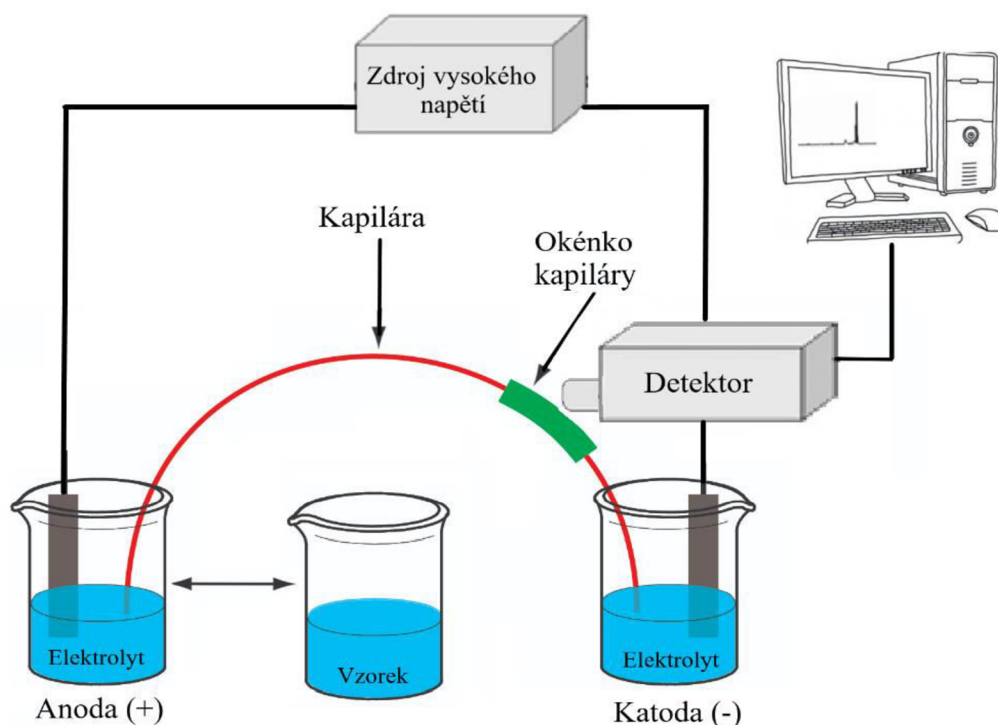 Zdroj vysokého
napětí
Kapilára
Okénko
kapiláry
Detektor
Elektrolyt
Vzorek
Elektrolyt
Anoda (+)
Katoda (-)